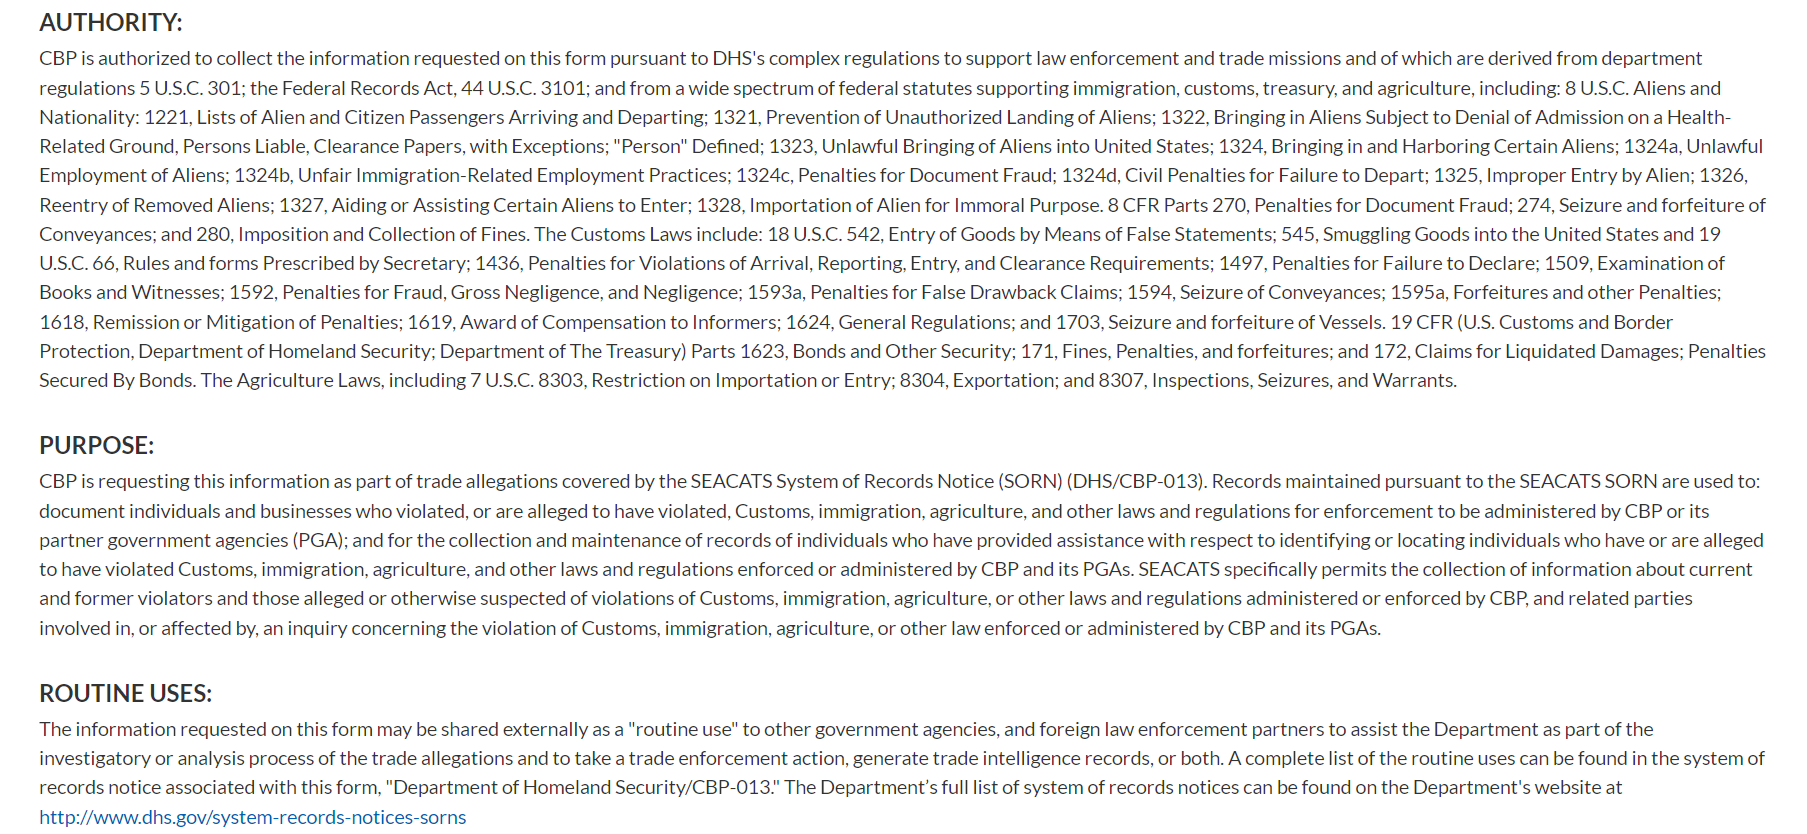 AUTHORITY:
CBP is authorized to collect the information requested on this form pursuant to DHS's complex regulations to support law enforcement and trade missions and of which are derived from department
regulations 5 U.S.C. 301; the Federal Records Act, 44 U.S.C. 3101; and from a wide spectrum of federal statutes supporting immigration, customs, treasury, and agriculture, including: 8 U.S.C. Aliens and
Nationality: 1221, Lists of Alien and Citizen Passengers Arriving and Departing; 1321, Prevention of Unauthorized Landing of Aliens; 1322, Bringing in Aliens Subject to Denial of Admission on a Health-
Related Ground, Persons Liable, Clearance Papers, with Exceptions; "Person" Defined; 1323, Unlawful Bringing of Aliens into United States; 1324, Bringing in and Harboring Certain Aliens; 1324a, Unlawful
Employment of Aliens; 1324b, Unfair Immigration-Related Employment Practices; 1324c, Penalties for Document Fraud; 1324d, Civil Penalties for Failure to Depart; 1325, Improper Entry by Alien; 1326,
Reentry of Removed Aliens; 1327, Aiding or Assisting Certain Aliens to Enter; 1328, Importation of Alien for Immoral Purpose. 8 CFR Parts 270, Penalties for Document Fraud; 274, Seizure and forfeiture of
Conveyances; and 280, Imposition and Collection of Fines. The Customs Laws include: 18 U.S.C. 542, Entry of Goods by Means of False Statements; 545, Smuggling Goods into the United States and 19
U.S.C. 66, Rules and forms Prescribed by Secretary; 1436, Penalties for Violations of Arrival, Reporting, Entry, and Clearance Requirements; 1497, Penalties for Failure to Declare; 1509, Examination of
Books and Witnesses; 1592, Penalties for Fraud, Gross Negligence, and Negligence; 1593a, Penalties for False Drawback Claims; 1594, Seizure of Conveyances; 1595a, Forfeitures and other Penalties;
1618, Remission or Mitigation of Penalties; 1619, Award of Compensation to Informers; 1624, General Regulations; and 1703, Seizure and forfeiture of Vessels. 19 CFR (U.S. Customs and Border
Protection, Department of Homeland Security; Department of The Treasury) Parts 1623, Bonds and Other Security; 171, Fines, Penalties, and forfeitures; and 172, Claims for Liquidated Damages; Penalties
Secured By Bonds. The Agriculture Laws, including 7 U.S.C. 8303, Restriction on Importation or Entry; 8304, Exportation; and 8307, Inspections, Seizures, and Warrants.
PURPOSE:
CBP is requesting this information as part of trade allegations covered by the SEACATS System of Records Notice (SORN) (DHS/CBP-013). Records maintained pursuant to the SEACATS SORN are used to:
document individuals and businesses who violated, or are alleged to have violated, Customs, immigration, agriculture, and other laws and regulations for enforcement to be administered by CBP or its
partner government agencies (PGA); and for the collection and maintenance of records of individuals who have provided assistance with respect to identifying or locating individuals who have or are alleged
to have violated Customs, immigration, agriculture, and other laws and regulations enforced or administered by CBP and its PGAs. SEACATS specifically permits the collection of information about current
and former violators and those alleged or otherwise suspected of violations of Customs, immigration, agriculture, or other laws and regulations administered or enforced by CBP, and related parties
involved in, or affected by, an inquiry concerning the violation of Customs, immigration, agriculture, or other law enforced or administered by CBP and its PGAs.
ROUTINE USES:
The information requested on this form may be shared externally as a "routine use" to other government agencies, and foreign law enforcement partners to assist the Department as part of the
investigatory or analysis process of the trade allegations and to take a trade enforcement action, generate trade intelligence records, or both. A complete list of the routine uses can be found in the system of
records notice associated with this form, "Department of Homeland Security/CBP-013." The Department’s full list of system of records notices can be found on the Department's website at
http://www.dhs.gov/system-records-notices-sorns